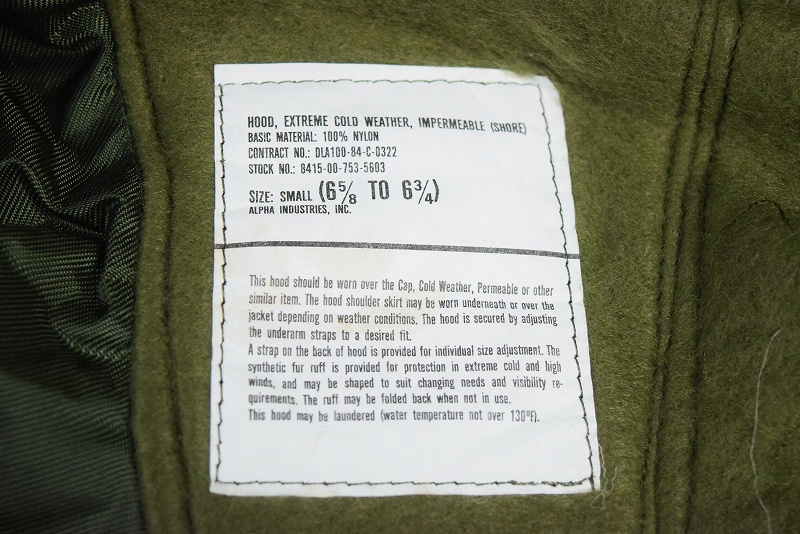 HOOD, EXTREME COLD WEATHER, IMPERMEABLE (SHORE)
BASIC MATERIAL: 100% NYLON
CONTRACT NO.: DLA100-84-C-0322
STOCK NO.: 8415-00-753-5603
SIZE: SMALL (6⅝ TO 6¾)
ALPHA INDUSTRIES, INC.
This hood should be worn over the Cap, Cold Weather, Permeable or other
similar item. The hood shoulder skirt may be worn underneath or over the
jacket depending on weather conditions. The hood is secured by adjusting
the underarm straps to a desired fit.
A strap on the back of hood is provided for individual size adjustment. The
synthetic fur ruff is provided for protection in extreme cold and high
winds, and may be shaped to suit changing needs and visibility re-
quirements. The ruff may be folded back when not in use.
This hood may be laundered (water temperature not over 130ºF).